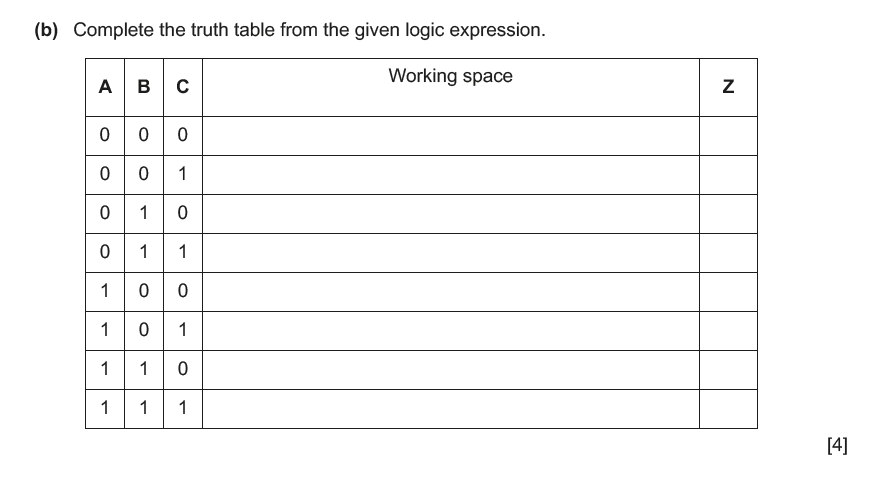 (b) Complete the truth table from the given logic expression.
A B C Working space Z
0 0 0
0 0 1
0 1 0
0 1 1
1 0 0
1 0 1
1 1 0
1 1 1
[4]